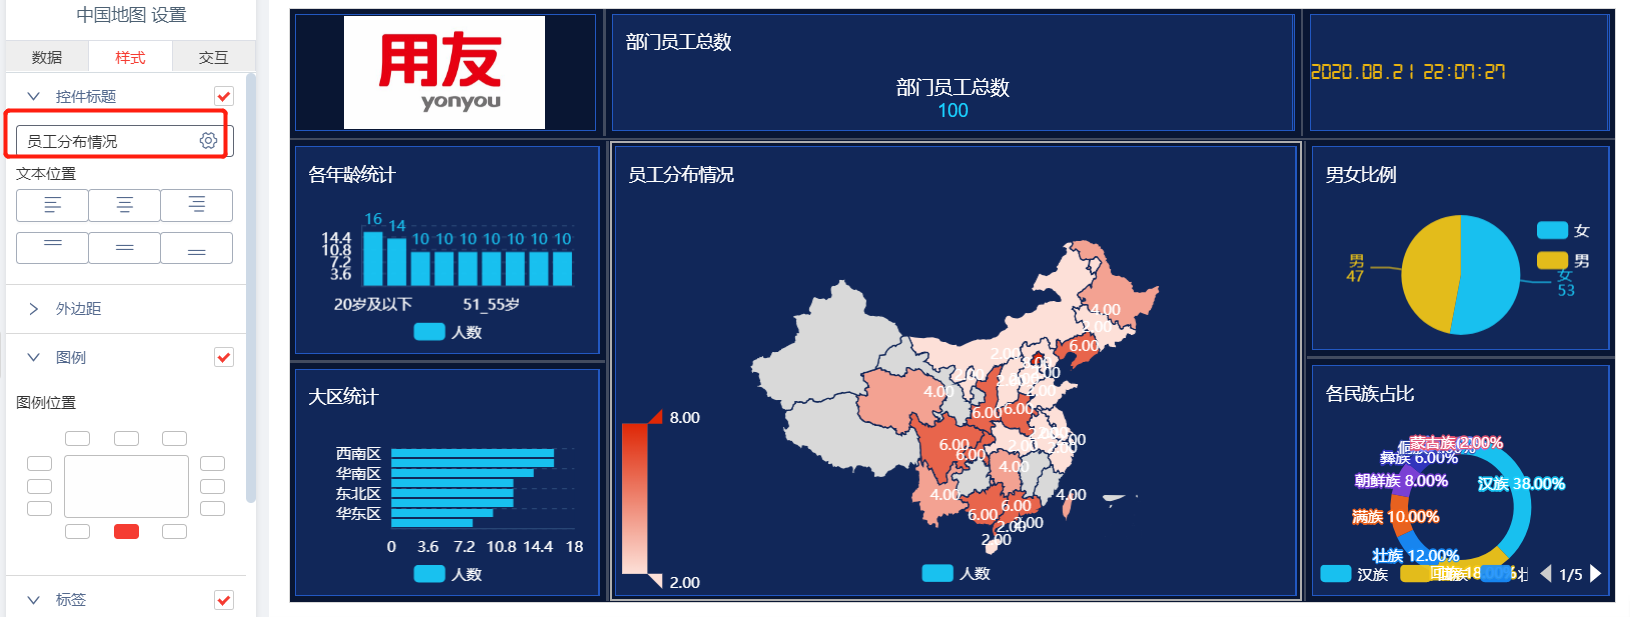 中国地图 设置
数据
样式
交互
控件标题
员工分布情况
文本位置
外边距
图例
图例位置
标签
用友
yonyou
部门员工总数
部门员工总数
100
2020.08.21 22:07:27
各年龄统计
16
14
10 10 10 10 10 10 10
14.4
10.8
7.2
3.6
20岁及以下
51_55岁
人数
大区统计
西南区
华南区
东北区
华东区
0 3.6 7.2 10.8 14.4 18
人数
员工分布情况
4.00
2.00
6.00
2.00
2.00
4.00
6.00
6.00
6.00
6.00
2.00
4.00
4.00
6.00
6.00
4.00
2.00
2.00
2.00
8.00
2.00
人数
男女比例
女
男
男
47
女
53
各民族占比
蒙古族 (2.00%
彝族 6.00%
朝鲜族 8.00%
汉族 38.00%
满族 10.00%
壮族 12.00%
汉族
1/5